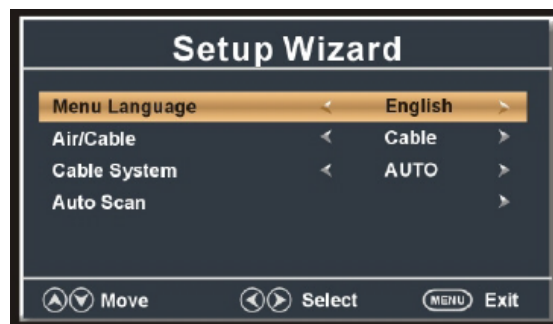 Setup Wizard
Menu Language English
Air/Cable Cable
Cable System AUTO
Auto Scan
Move Select MENU Exit